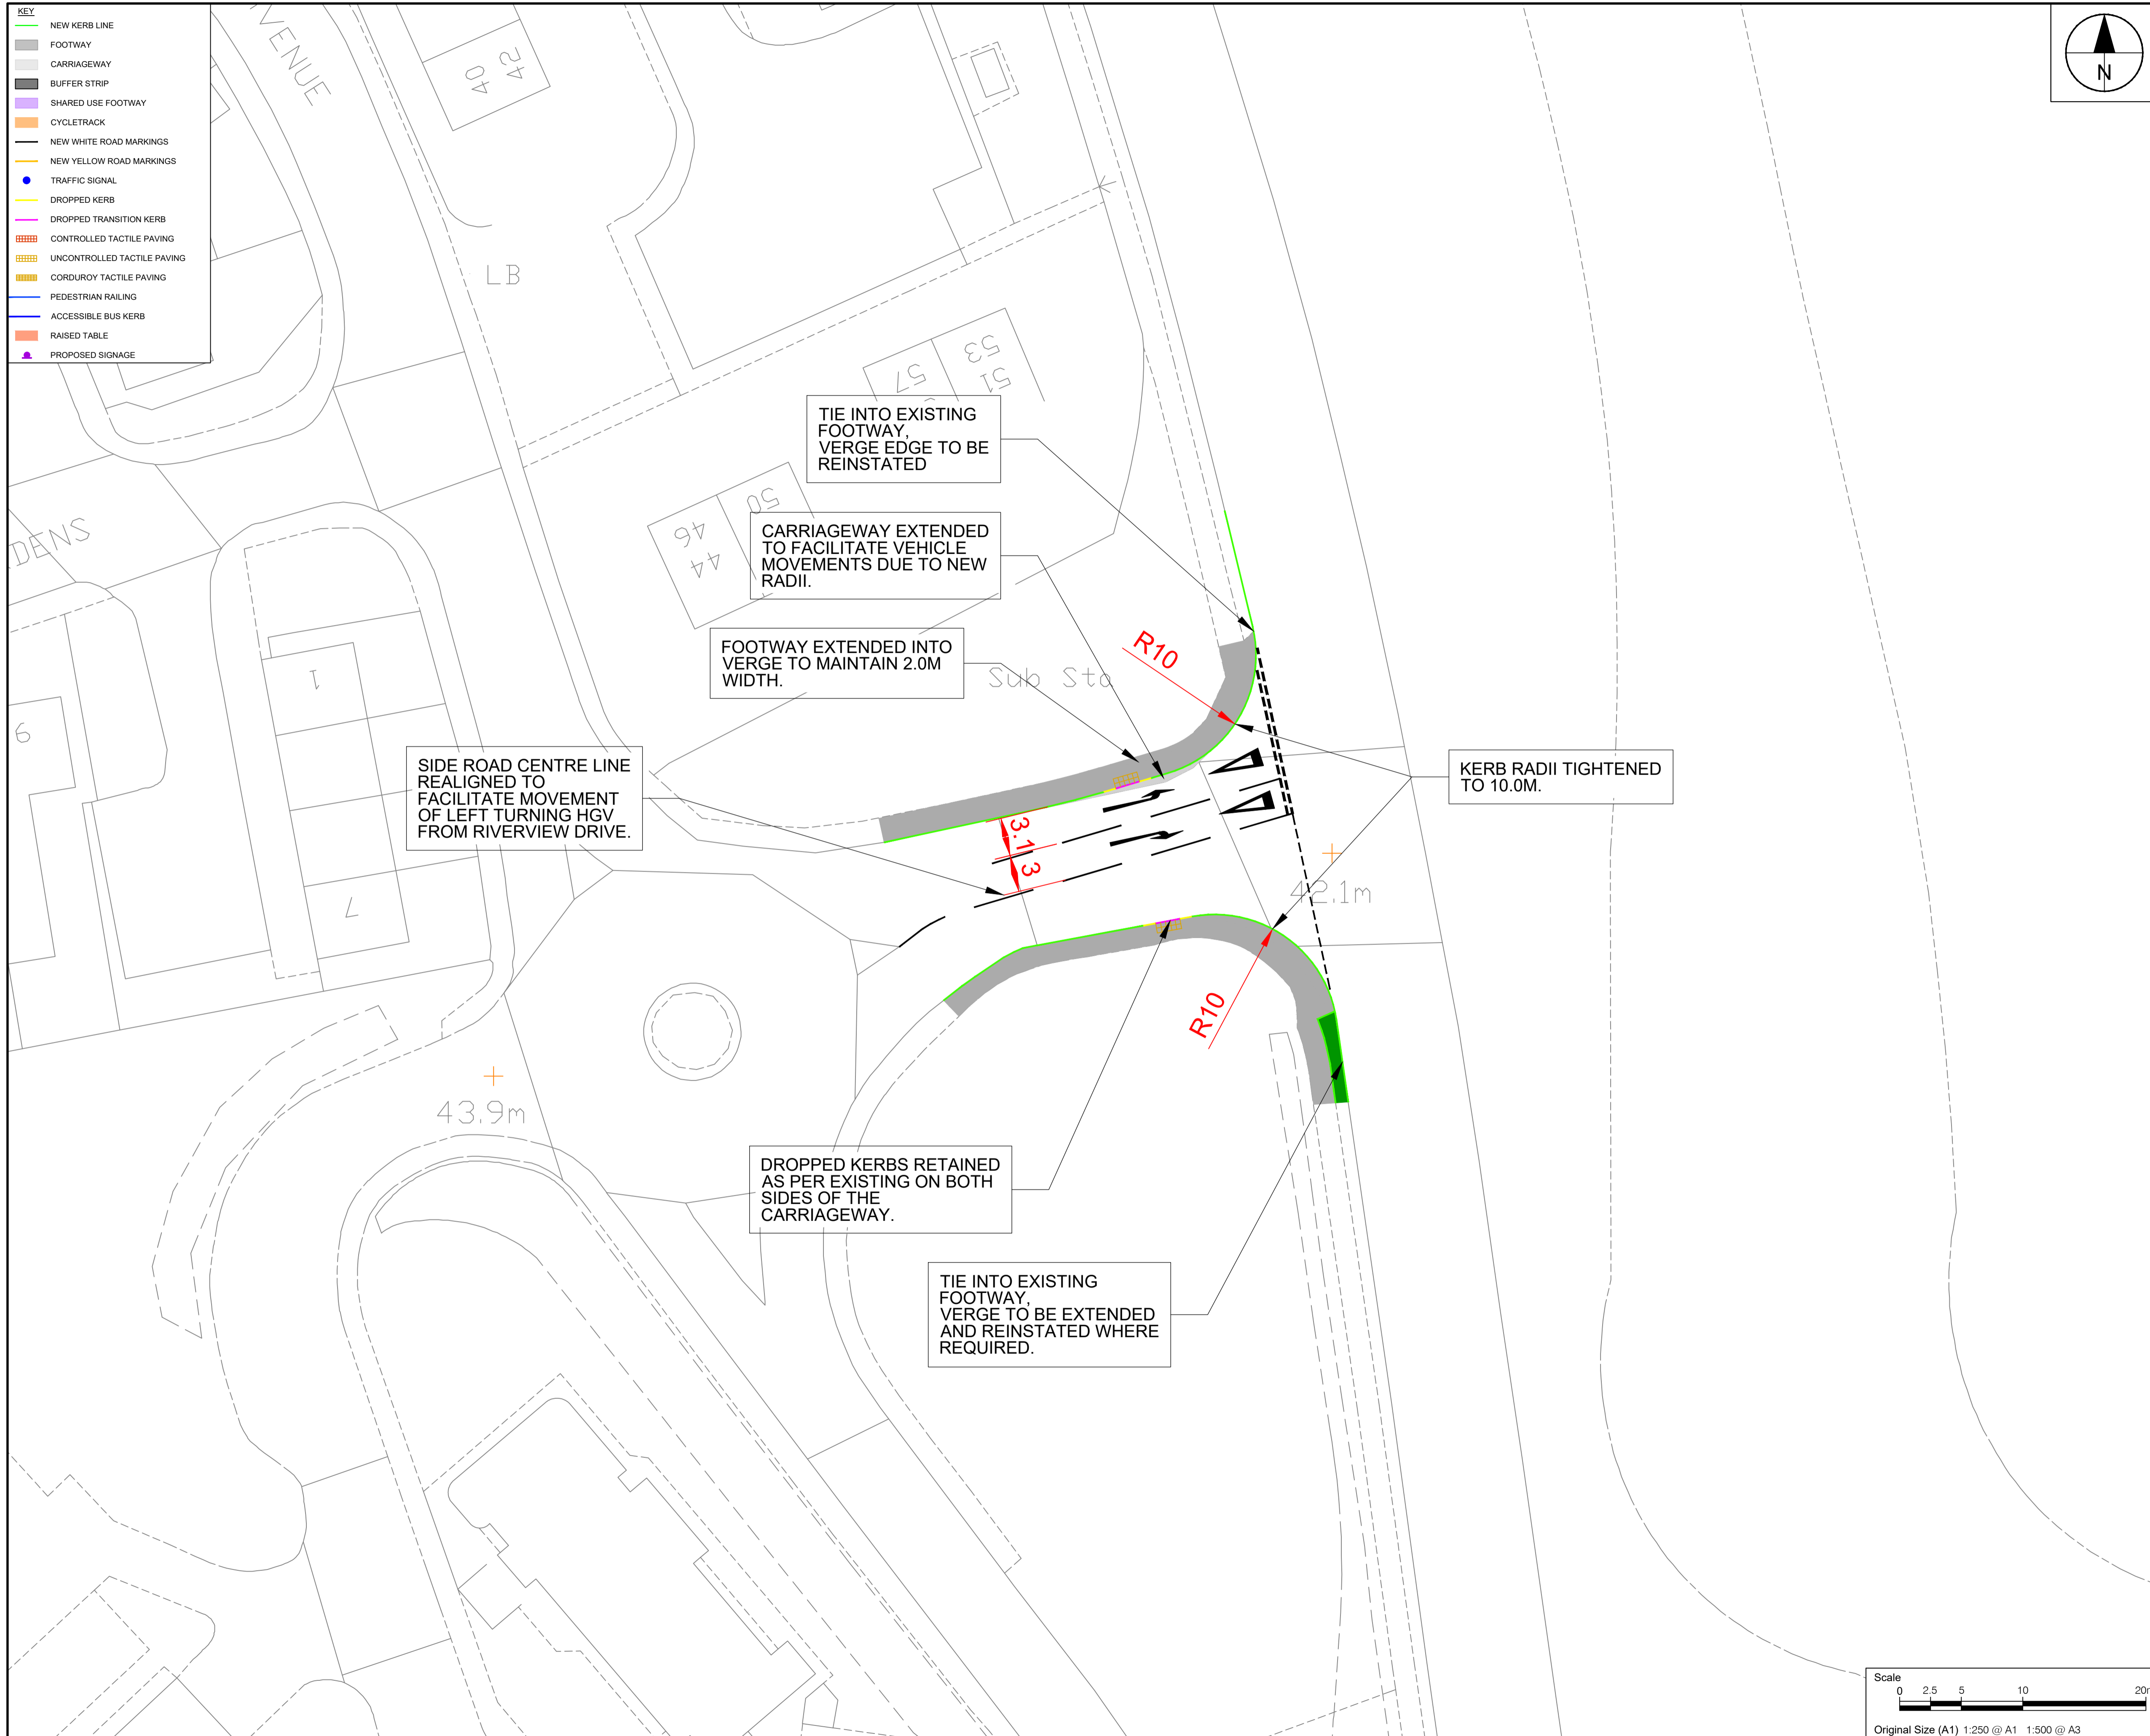 KEY
NEW KERB LINE
FOOTWAY
CARRIAGEWAY
BUFFER STRIP
SHARED USE FOOTWAY
CYCLETRACK
NEW WHITE ROAD MARKINGS
NEW YELLOW ROAD MARKINGS
TRAFFIC SIGNAL
DROPPED KERB
DROPPED TRANSITION KERB
CONTROLLED TACTILE PAVING
UNCONTROLLED TACTILE PAVING
CORDUROY TACTILE PAVING
PEDESTRIAN RAILING
ACCESSIBLE BUS KERB
RAISED TABLE
PROPOSED SIGNAGE
N
40
42
LB
53
51
57
TIE INTO EXISTING
FOOTWAY,
VERGE EDGE TO BE
REINSTATED
50
46
44
CARRIAGEWAY EXTENDED
TO FACILITATE VEHICLE
MOVEMENTS DUE TO NEW
RADII.
FOOTWAY EXTENDED INTO
VERGE TO MAINTAIN 2.0M
WIDTH.
Sub Sta
R10
1
9
7
SIDE ROAD CENTRE LINE
REALIGNED TO
FACILITATE MOVEMENT
OF LEFT TURNING HGV
FROM RIVERVIEW DRIVE.
KERB RADII TIGHTENED
TO 10.0M.
3.1
3
42.1m
R10
43.9m
DROPPED KERBS RETAINED
AS PER EXISTING ON BOTH
SIDES OF THE
CARRIAGEWAY.
TIE INTO EXISTING
FOOTWAY,
VERGE TO BE EXTENDED
AND REINSTATED WHERE
REQUIRED.
Scale
0 2.5 5 10 20m
Original Size (A1) 1:250 @ A1 1:500 @ A3